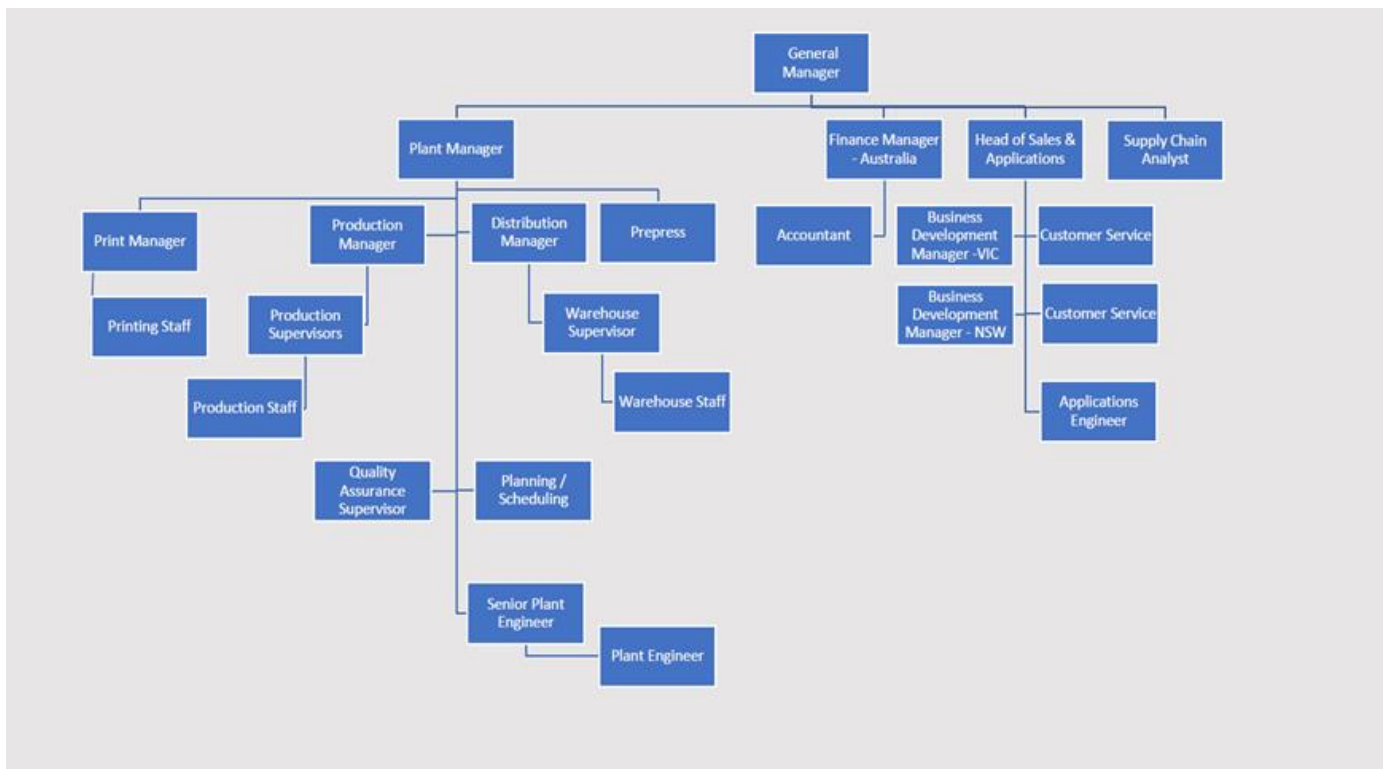 General
Manager
Plant Manager
Finance Manager
- Australia
Head of Sales &
Applications
Supply Chain
Analyst
Print Manager
Production
Manager
Distribution
Manager
Prepress
Accountant
Business
Development
Manager -VIC
Customer Service
Printing Staff
Production
Supervisors
Warehouse
Supervisor
Business
Development
Manager - NSW
Customer Service
Production Staff
Warehouse Staff
Applications
Engineer
Quality
Assurance
Supervisor
Planning /
Scheduling
Senior Plant
Engineer
Plant Engineer